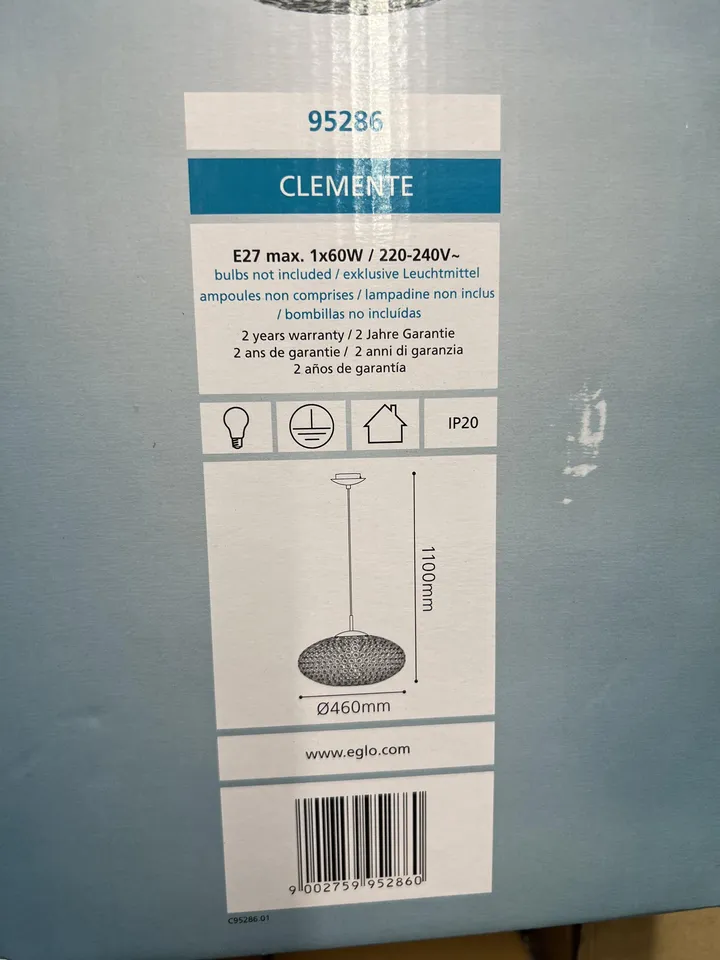 95286
CLEMENTE
E27 max. 1x60W / 220-240V~
bulbs not included / exklusive Leuchtmittel
ampoules non comprises / lampadine non inclus
/ bombillas no incluídas
2 years warranty / 2 Jahre Garantie
2 ans de garantie / 2 anni di garanzia
2 años de garantía
IP20
1100mm
Ø460mm
www.eglo.com
9 002759 952860
C95286.01